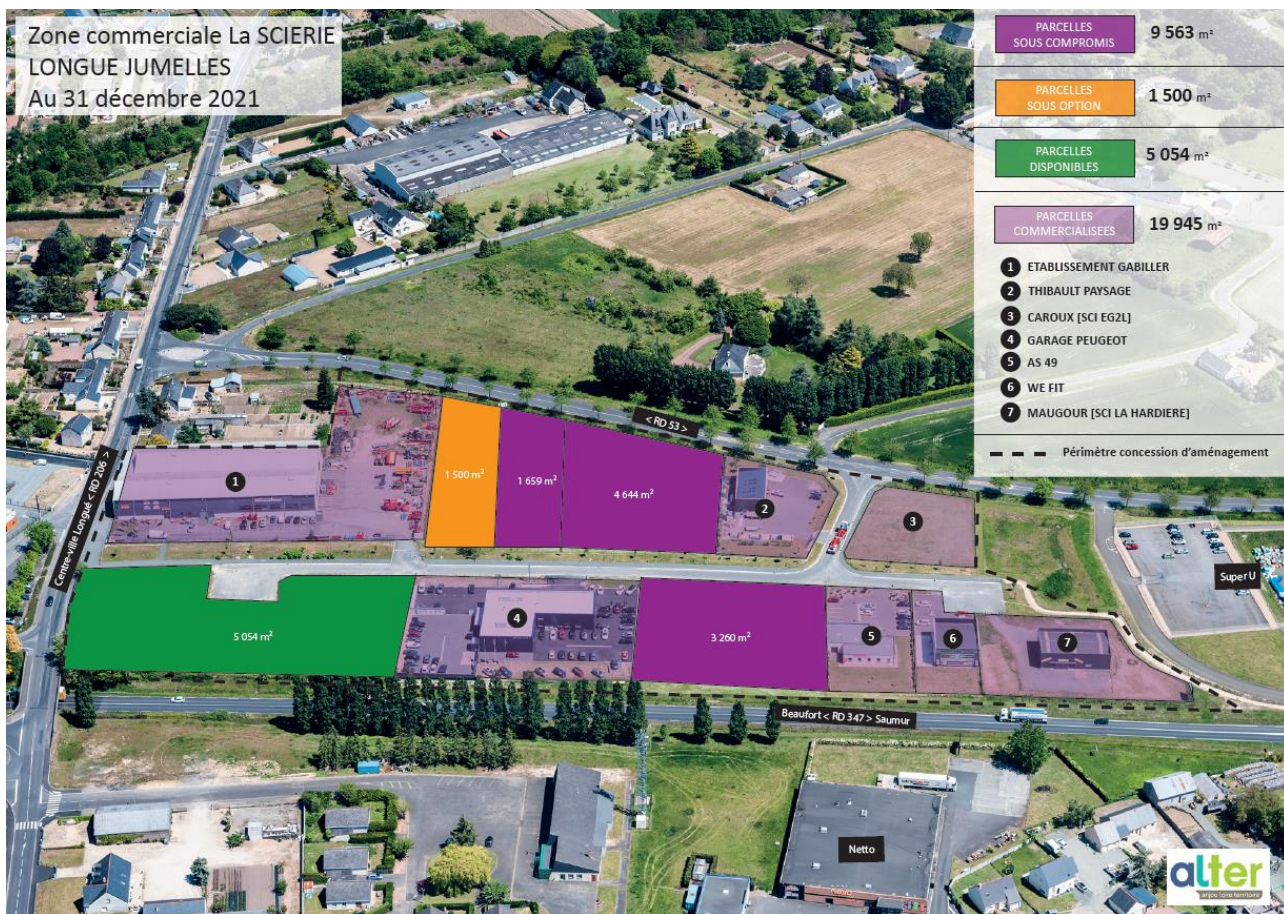 Zone commerciale La SCIERIE
LONGUE JUMELLES
Au 31 décembre 2021
PARCELLES
SOUS COMPROMIS
9 563 m²
PARCELLES
SOUS OPTION
1 500 m²
PARCELLES
DISPONIBLES
5 054 m²
PARCELLES
COMMERCIALISEES
19 945 m²
1 ETABLISSEMENT GABILLER
2 THIBAULT PAYSAGE
3 CAROUX [SCI EG2L]
4 GARAGE PEUGEOT
5 AS 49
6 WE FIT
7 MAUGOUR [SCI LA HARDIERE]
Périmètre concession d'aménagement
< RD 53 >
Centre-ville Longué < RD 206 >
1
1 500 m²
1 659 m²
4 644 m²
2
3
Super U
5 054 m²
4
3 260 m²
5
6
7
Beaufort < RD 347 > Saumur
Netto
alter
anjou loire territoire